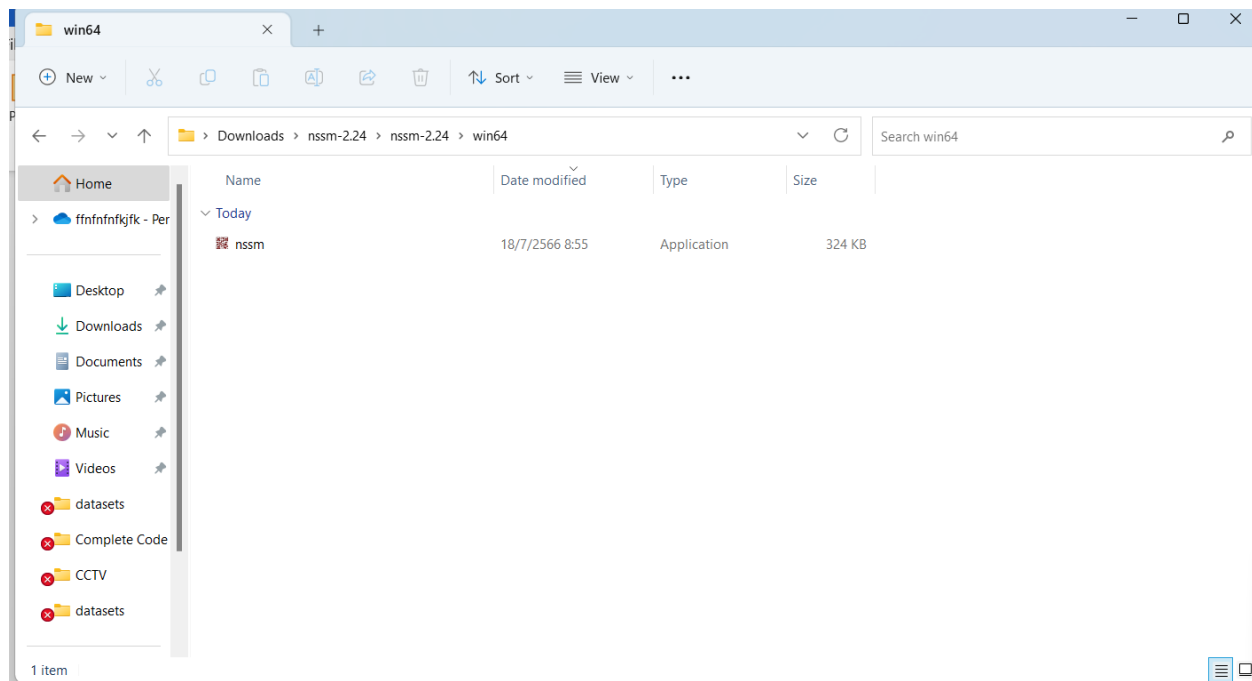 win64
New
Sort
View
Downloads > nssm-2.24 > nssm-2.24 > win64
Search win64
Home
ffnfnfnfkjfk - Per
Desktop
Downloads
Documents
Pictures
Music
Videos
datasets
Complete Code
CCTV
datasets
Name Date modified Type Size
Today
nssm 18/7/2566 8:55 Application 324 KB
1 item